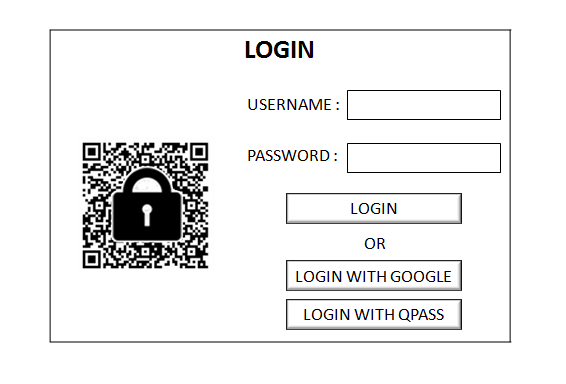 LOGIN
USERNAME :
PASSWORD :
LOGIN
OR
LOGIN WITH GOOGLE
LOGIN WITH QPASS